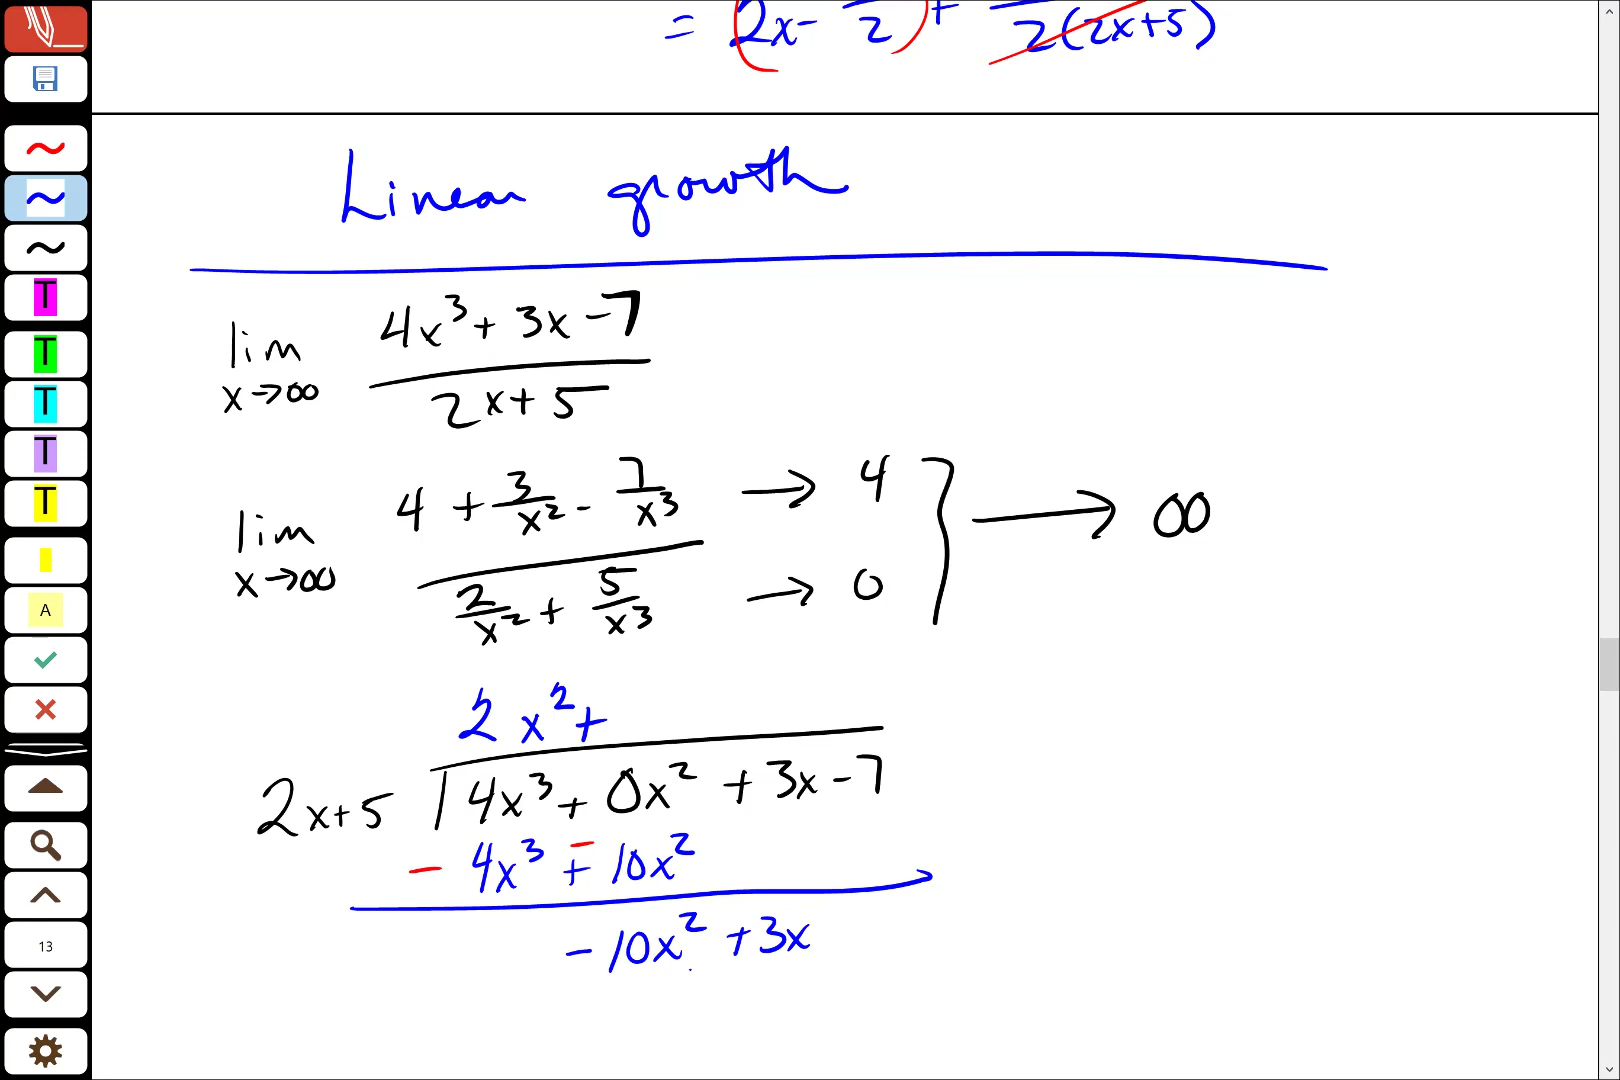 = (2x - /2) + /2(2x+5)
Linear growth
lim x→∞ (4x³ + 3x - 7)/(2x + 5)
lim x→∞ (4 + 3/x² - 7/x³)/(2/x² + 5/x³) → 4 → 0 } → ∞
2x² +
2x+5 | 4x³ + 0x² + 3x - 7
- 4x³ + - 10x²
- 10x² + 3x
T
T
T
T
T
A
13